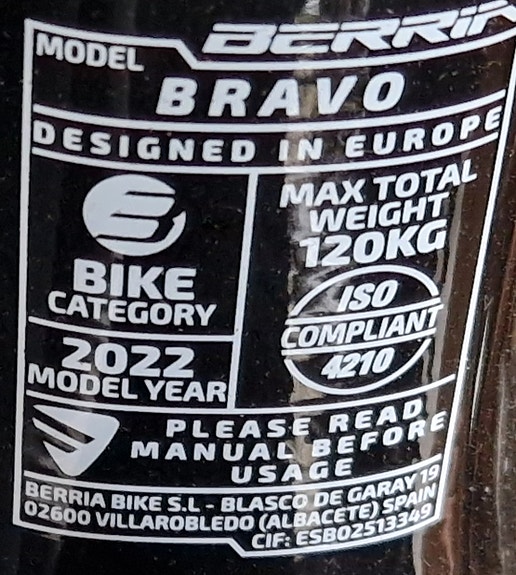 BERRIA
MODEL
BRAVO
DESIGNED IN EUROPE
BIKE
CATEGORY
2022
MODEL YEAR
MAX TOTAL
WEIGHT
120KG
ISO
COMPLIANT
4210
PLEASE READ
MANUAL BEFORE
USAGE
BERRIA BIKE S.L - BLASCO DE GARAY 19
02600 VILLAROBLEDO (ALBACETE) SPAIN
CIF: ESB02513349